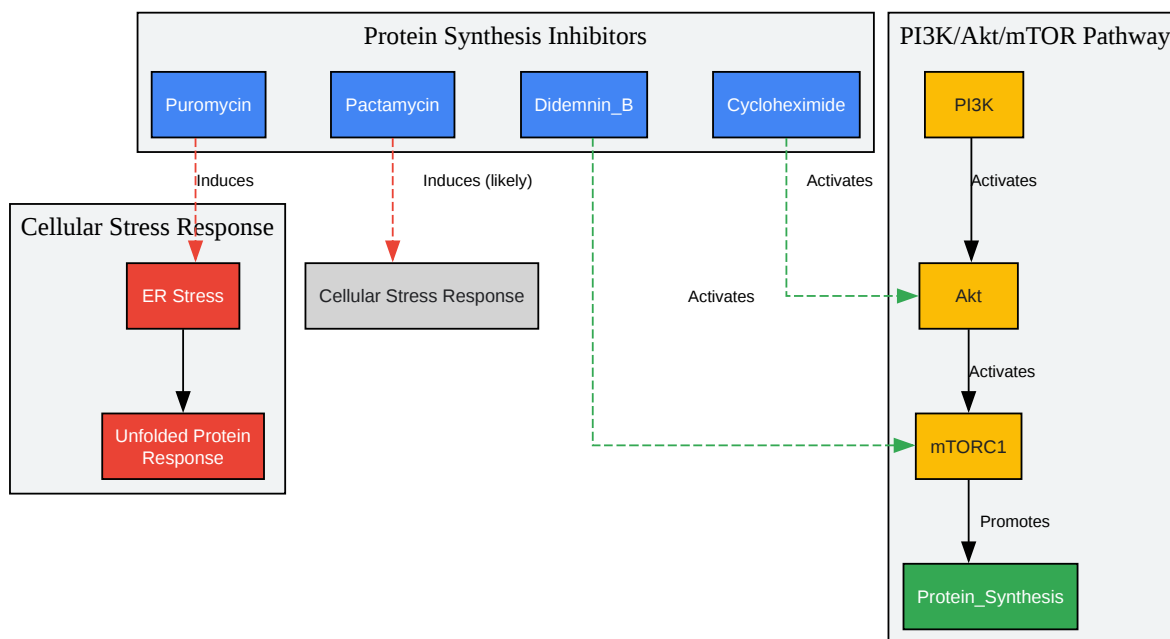 Protein Synthesis Inhibitors
PI3K/Akt/mTOR Pathway
Puromycin
Pactamycin
Didemnin_B
Cycloheximide
PI3K
Induces
Induces (likely)
Activates
Activates
Cellular Stress Response
ER Stress
Cellular Stress Response
Activates
Akt
Activates
Unfolded Protein
Response
mTORC1
Promotes
Protein_Synthesis